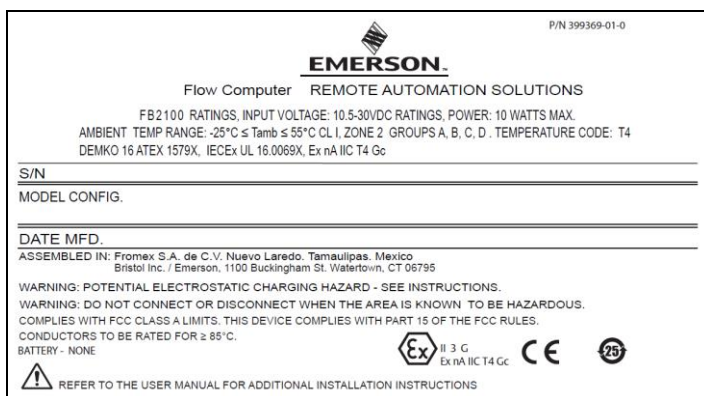 P/N 399369-01-0
EMERSON™
Flow Computer REMOTE AUTOMATION SOLUTIONS
FB2100 RATINGS, INPUT VOLTAGE: 10.5-30VDC RATINGS, POWER: 10 WATTS MAX.
AMBIENT TEMP RANGE: -25°C ≤ Tamb ≤ 55°C CL I, ZONE 2 GROUPS A, B, C, D . TEMPERATURE CODE: T4
DEMKO 16 ATEX 1579X, IECEx UL 16.0069X, Ex nA IIC T4 Gc
S/N
MODEL CONFIG.
DATE MFD.
ASSEMBLED IN: Fromex S.A. de C.V. Nuevo Laredo. Tamaulipas. Mexico
Bristol Inc. / Emerson, 1100 Buckingham St. Watertown, CT 06795
WARNING: POTENTIAL ELECTROSTATIC CHARGING HAZARD - SEE INSTRUCTIONS.
WARNING: DO NOT CONNECT OR DISCONNECT WHEN THE AREA IS KNOWN TO BE HAZARDOUS.
COMPLIES WITH FCC CLASS A LIMITS. THIS DEVICE COMPLIES WITH PART 15 OF THE FCC RULES.
CONDUCTORS TO BE RATED FOR ≥ 85°C.
BATTERY - NONE
Ex II 3 G
Ex nA IIC T4 Gc
CE
25
REFER TO THE USER MANUAL FOR ADDITIONAL INSTALLATION INSTRUCTIONS